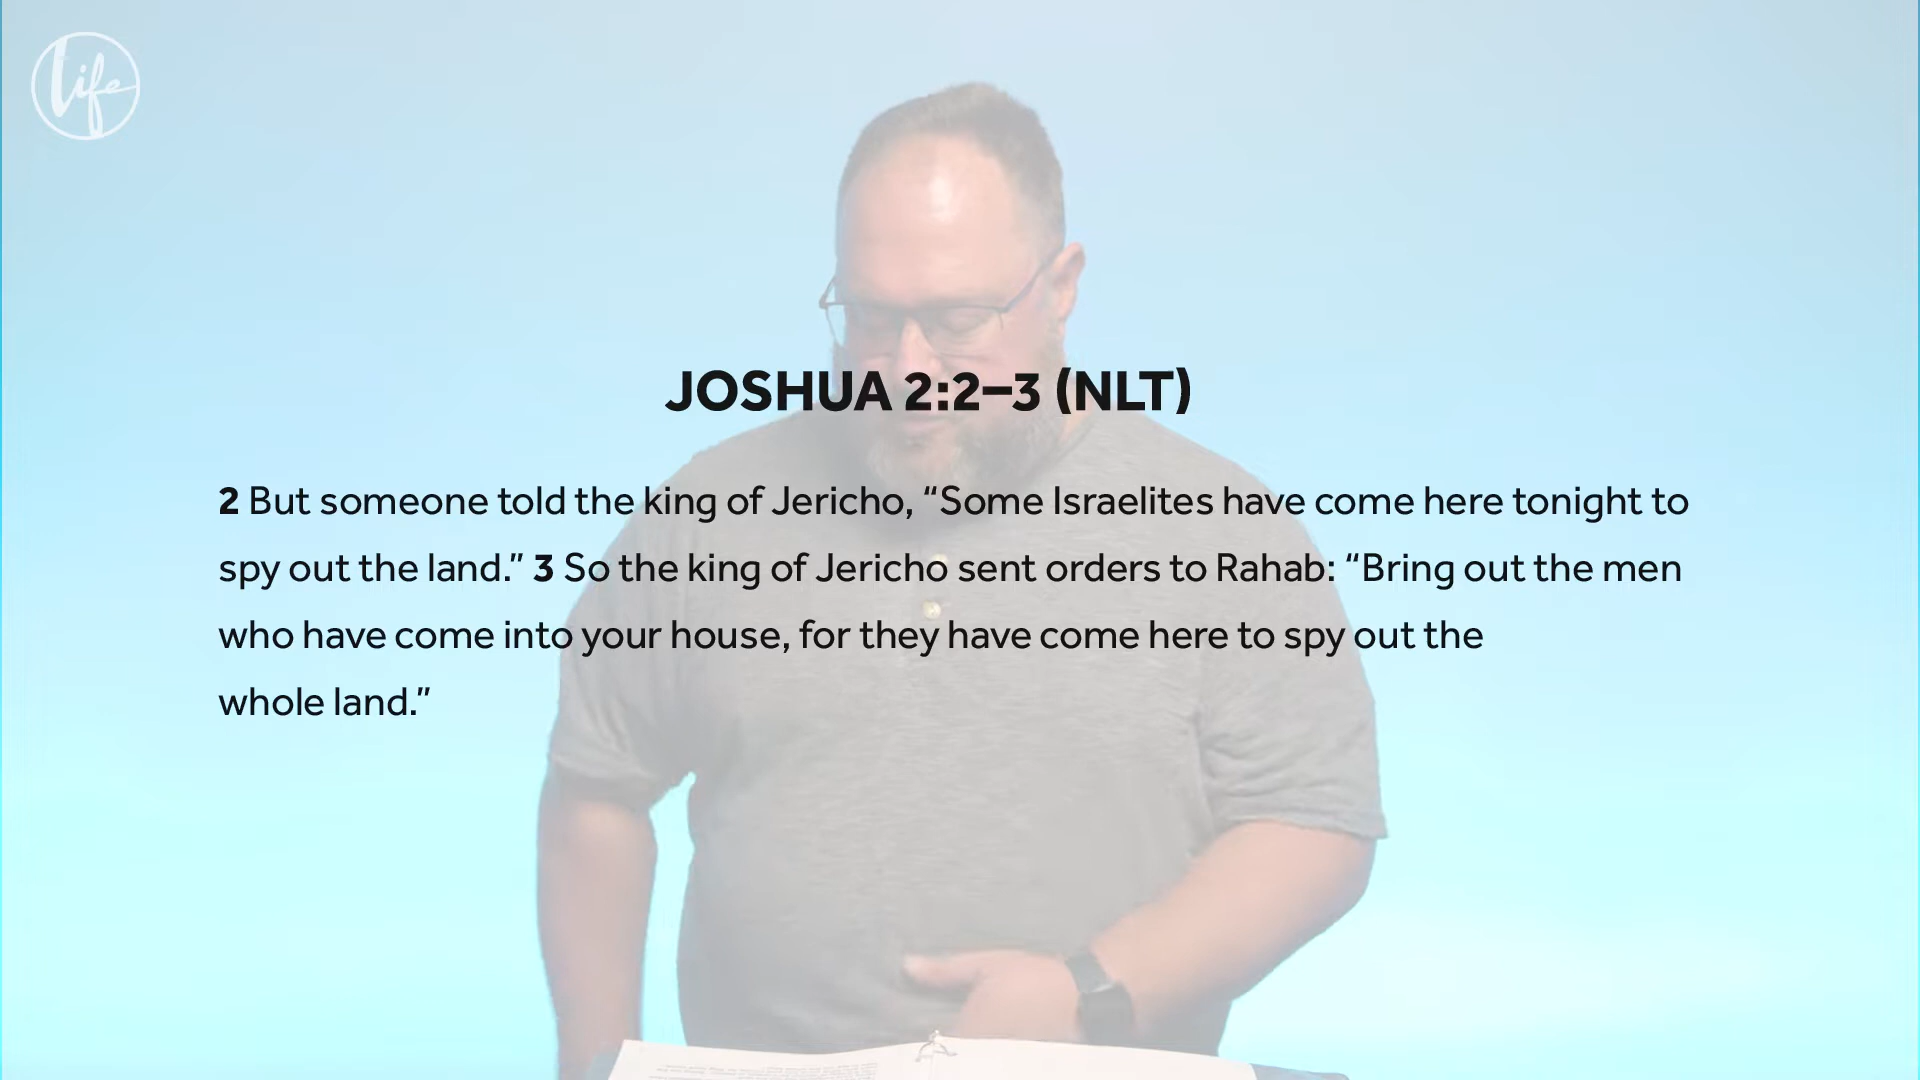 Life
JOSHUA 2:2–3 (NLT)
2 But someone told the king of Jericho, “Some Israelites have come here tonight to
spy out the land.” 3 So the king of Jericho sent orders to Rahab: “Bring out the men
who have come into your house, for they have come here to spy out the
whole land.”